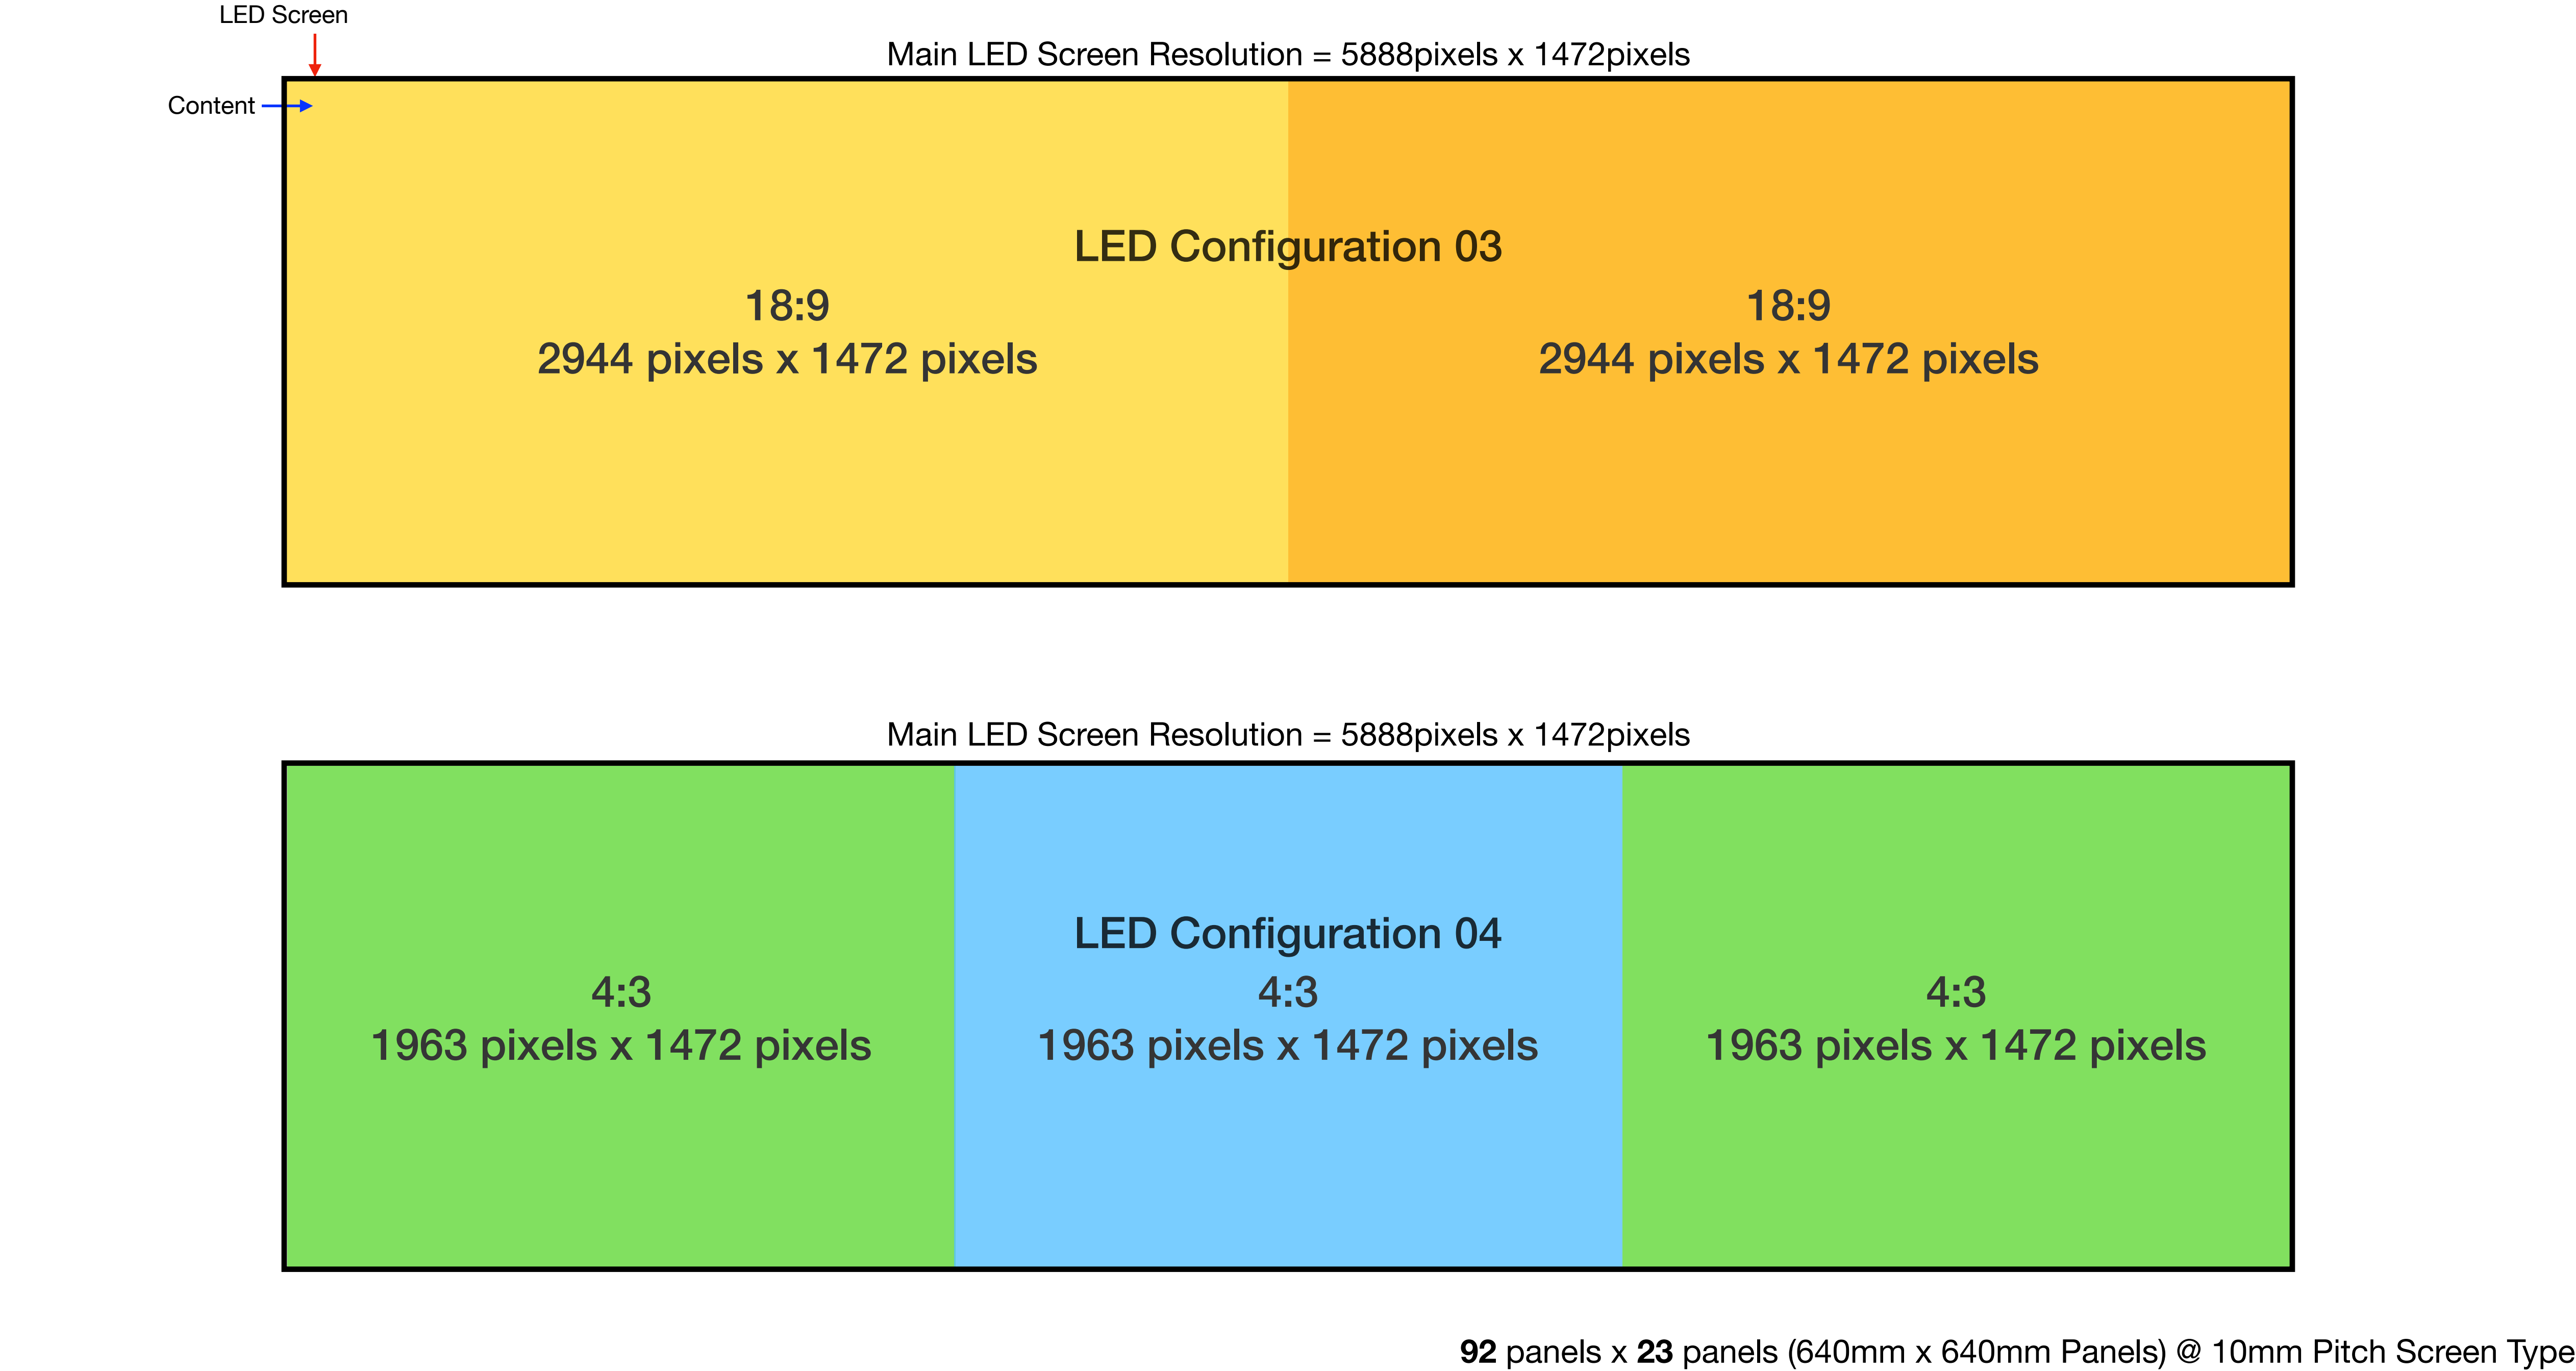 LED Screen
Main LED Screen Resolution = 5888pixels x 1472pixels
Content
LED Configuration 03
18:9
2944 pixels x 1472 pixels
18:9
2944 pixels x 1472 pixels
Main LED Screen Resolution = 5888pixels x 1472pixels
LED Configuration 04
4:3
1963 pixels x 1472 pixels
4:3
1963 pixels x 1472 pixels
4:3
1963 pixels x 1472 pixels
92 panels x 23 panels (640mm x 640mm Panels) @ 10mm Pitch Screen Type